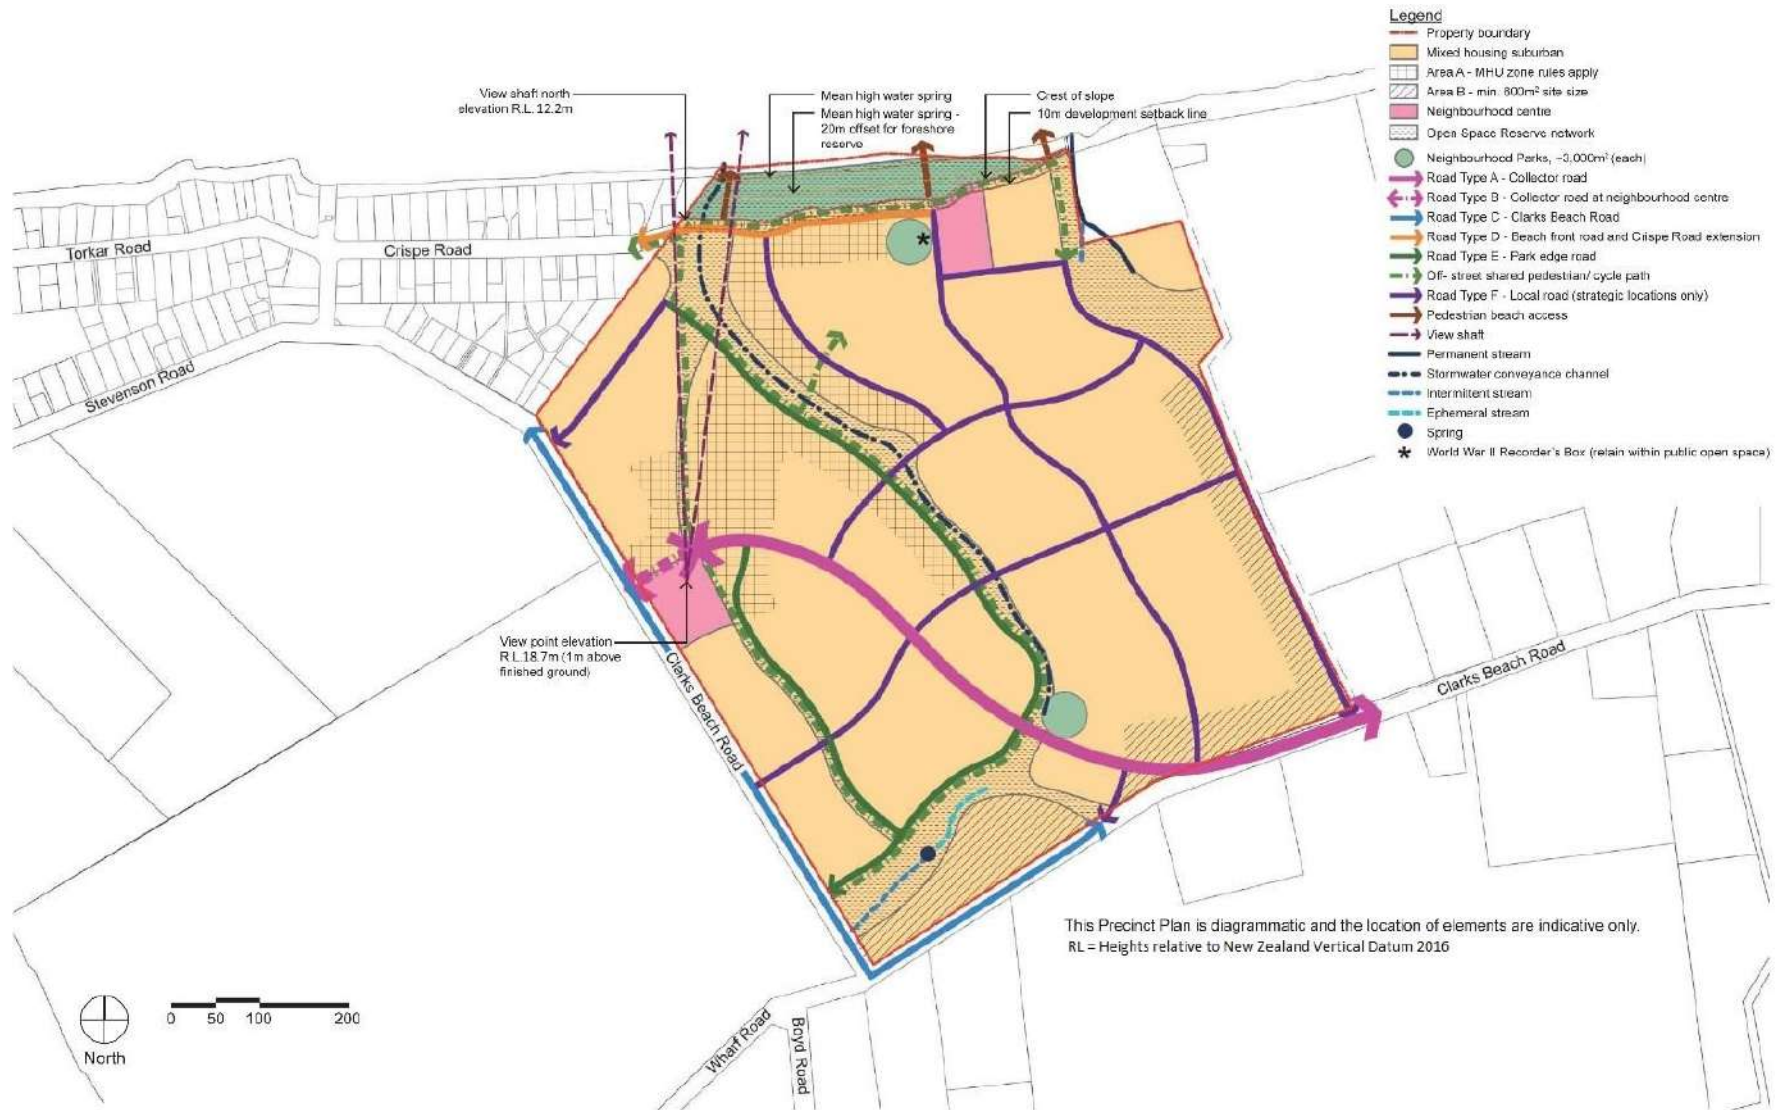 Legend
Property boundary
Mixed housing suburban
Area A - MHU zone rules apply
Area B - min. 800m² site size
Neighbourhood centre
Open Space Reserve network
Neighbourhood Parks, ~3,000m² (each)
Road Type A - Collector road
Road Type B - Collector road at neighbourhood centre
Road Type C - Clarks Beach Road
Road Type D - Beach front road and Crispe Road extension
Road Type E - Park edge road
Off- street shared pedestrian/ cycle path
Road Type F - Local road (strategic locations only)
Pedestrian beach access
View shaft
Permanent stream
Stormwater conveyance channel
Intermittent stream
Ephemeral stream
Spring
World War II Recorder's Box (retain within public open space)
View shaft north
elevation R.L. 12.2m
Mean high water spring
Mean high water spring -
20m offset for foreshore
reserve
Crest of slope
10m development setback line
Torkar Road
Crispe Road
Stevenson Road
View point elevation
R.L.18.7m (1m above
finished ground)
Clarks Beach Road
Clarks Beach Road
This Precinct Plan is diagrammatic and the location of elements are indicative only.
RL = Heights relative to New Zealand Vertical Datum 2016
North
0 50 100 200
Wharf Road
Boyd Road